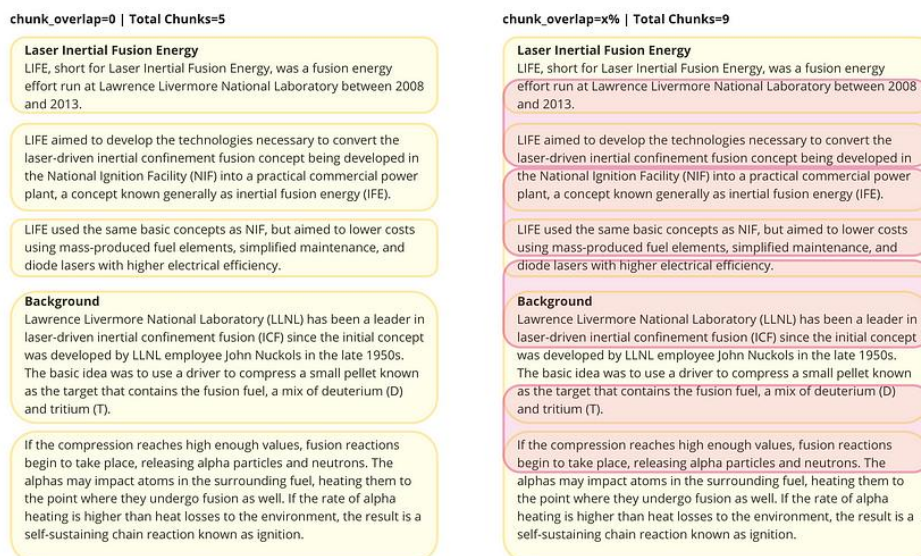 chunk_overlap=0 | Total Chunks=5
Laser Inertial Fusion Energy
LIFE, short for Laser Inertial Fusion Energy, was a fusion energy
effort run at Lawrence Livermore National Laboratory between 2008
and 2013.
LIFE aimed to develop the technologies necessary to convert the
laser-driven inertial confinement fusion concept being developed in
the National Ignition Facility (NIF) into a practical commercial power
plant, a concept known generally as inertial fusion energy (IFE).
LIFE used the same basic concepts as NIF, but aimed to lower costs
using mass-produced fuel elements, simplified maintenance, and
diode lasers with higher electrical efficiency.
Background
Lawrence Livermore National Laboratory (LLNL) has been a leader in
laser-driven inertial confinement fusion (ICF) since the initial concept
was developed by LLNL employee John Nuckols in the late 1950s.
The basic idea was to use a driver to compress a small pellet known
as the target that contains the fusion fuel, a mix of deuterium (D)
and tritium (T).
If the compression reaches high enough values, fusion reactions
begin to take place, releasing alpha particles and neutrons. The
alphas may impact atoms in the surrounding fuel, heating them to
the point where they undergo fusion as well. If the rate of alpha
heating is higher than heat losses to the environment, the result is a
self-sustaining chain reaction known as ignition.
chunk_overlap=x% | Total Chunks=9
Laser Inertial Fusion Energy
LIFE, short for Laser Inertial Fusion Energy, was a fusion energy
effort run at Lawrence Livermore National Laboratory between 2008
and 2013.
LIFE aimed to develop the technologies necessary to convert the
laser-driven inertial confinement fusion concept being developed in
the National Ignition Facility (NIF) into a practical commercial power
plant, a concept known generally as inertial fusion energy (IFE).
LIFE used the same basic concepts as NIF, but aimed to lower costs
using mass-produced fuel elements, simplified maintenance, and
diode lasers with higher electrical efficiency.
Background
Lawrence Livermore National Laboratory (LLNL) has been a leader in
laser-driven inertial confinement fusion (ICF) since the initial concept
was developed by LLNL employee John Nuckols in the late 1950s.
The basic idea was to use a driver to compress a small pellet known
as the target that contains the fusion fuel, a mix of deuterium (D)
and tritium (T).
If the compression reaches high enough values, fusion reactions
begin to take place, releasing alpha particles and neutrons. The
alphas may impact atoms in the surrounding fuel, heating them to
the point where they undergo fusion as well. If the rate of alpha
heating is higher than heat losses to the environment, the result is a
self-sustaining chain reaction known as ignition.